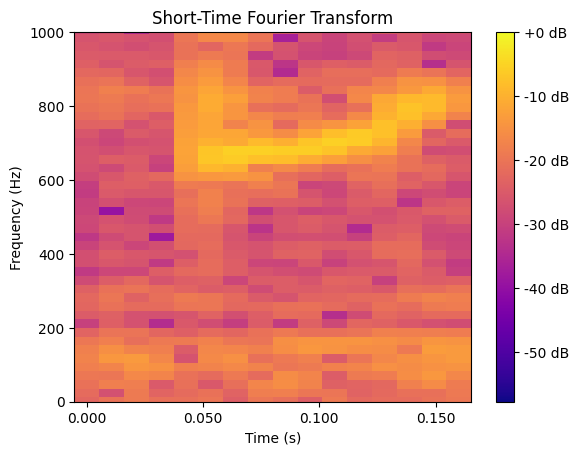 Short-Time Fourier Transform
1000
800
600
400
200
0
Frequency (Hz)
0.000
0.050
0.100
0.150
Time (s)
+0 dB
-10 dB
-20 dB
-30 dB
-40 dB
-50 dB